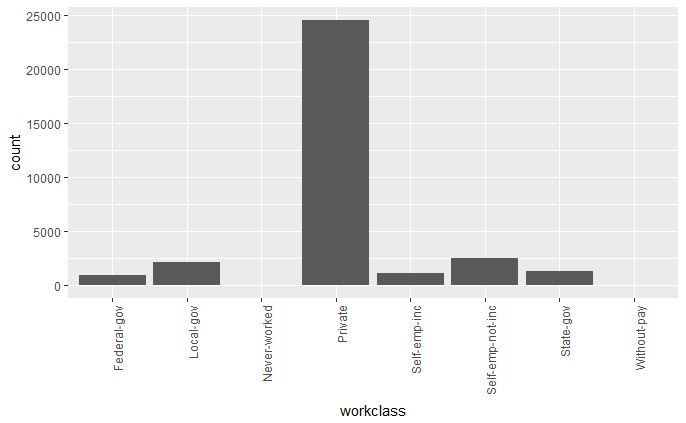 25000
20000
15000
10000
5000
0
count
Federal-gov
Local-gov
Never-worked
Private
Self-emp-inc
Self-emp-not-inc
State-gov
Without-pay
workclass